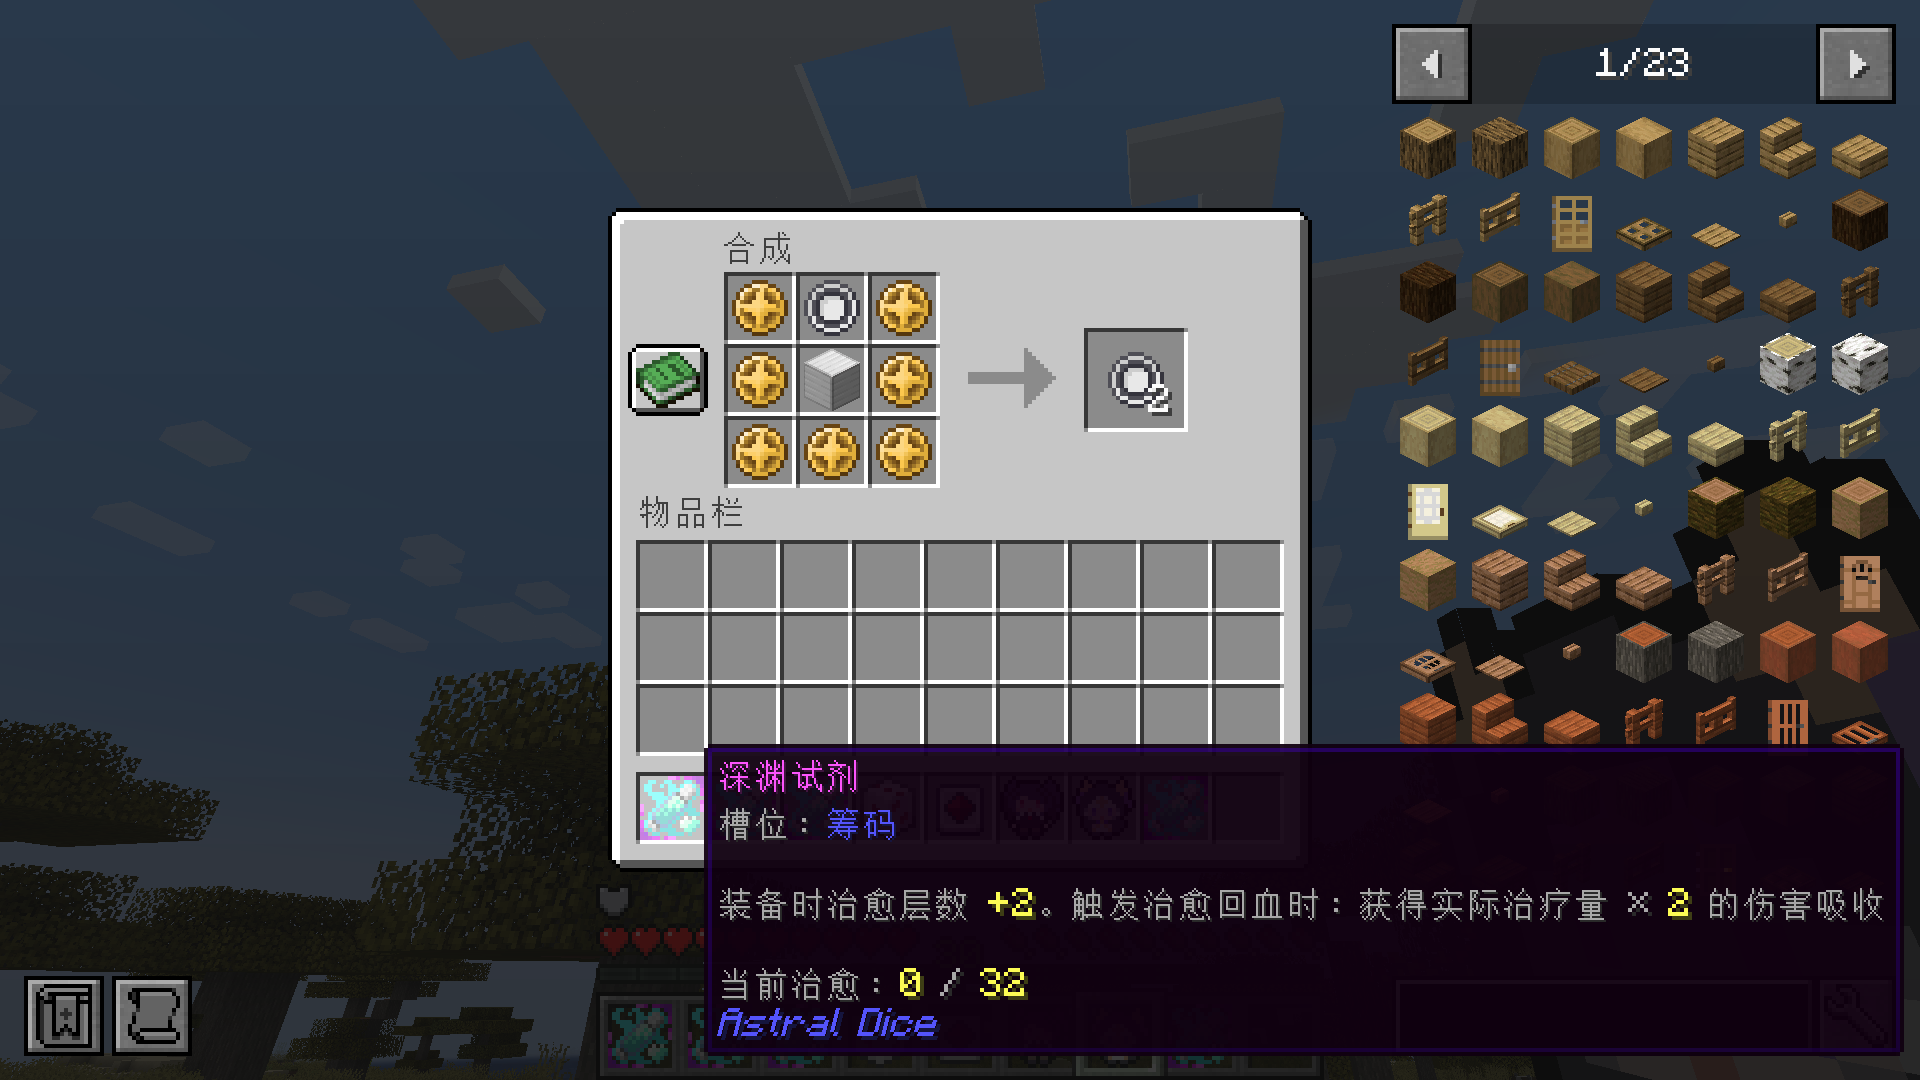 1/23
合成
2
物品栏
深渊试剂
槽位：筹码
装备时治愈层数 +2。触发治愈回血时：获得实际治疗量 × 2 的伤害吸收
当前治愈：0 / 32
Astral Dice